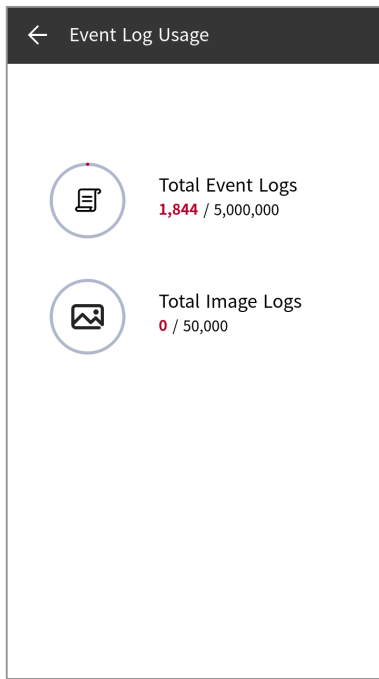 Event Log Usage
Total Event Logs
1,844 / 5,000,000
Total Image Logs
0 / 50,000